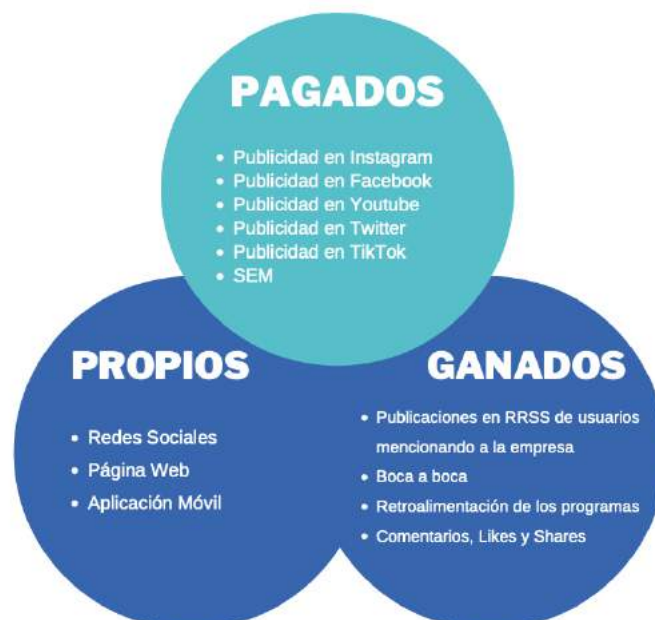 PAGADOS
• Publicidad en Instagram
• Publicidad en Facebook
• Publicidad en Youtube
• Publicidad en Twitter
• Publicidad en TikTok
• SEM
PROPIOS
• Redes Sociales
• Página Web
• Aplicación Móvil
GANADOS
• Publicaciones en RRSS de usuarios
mencionando a la empresa
• Boca a boca
• Retroalimentación de los programas
• Comentarios, Likes y Shares